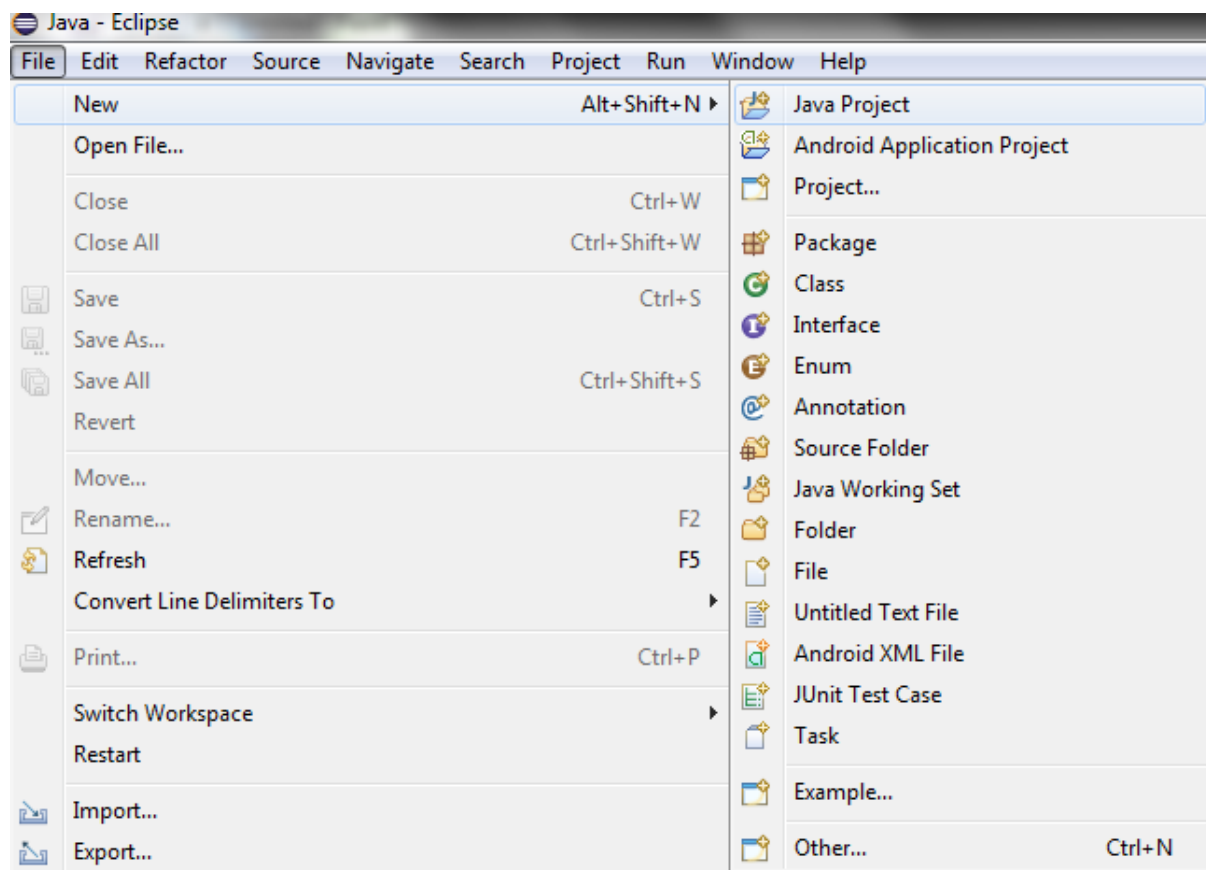 Java - Eclipse
File Edit Refactor Source Navigate Search Project Run Window Help
New Alt+Shift+N
Open File...
Close Ctrl+W
Close All Ctrl+Shift+W
Save Ctrl+S
Save As...
Save All Ctrl+Shift+S
Revert
Move...
Rename... F2
Refresh F5
Convert Line Delimiters To
Print... Ctrl+P
Switch Workspace
Restart
Import...
Export...
Java Project
Android Application Project
Project...
Package
Class
Interface
Enum
Annotation
Source Folder
Java Working Set
Folder
File
Untitled Text File
Android XML File
JUnit Test Case
Task
Example...
Other... Ctrl+N